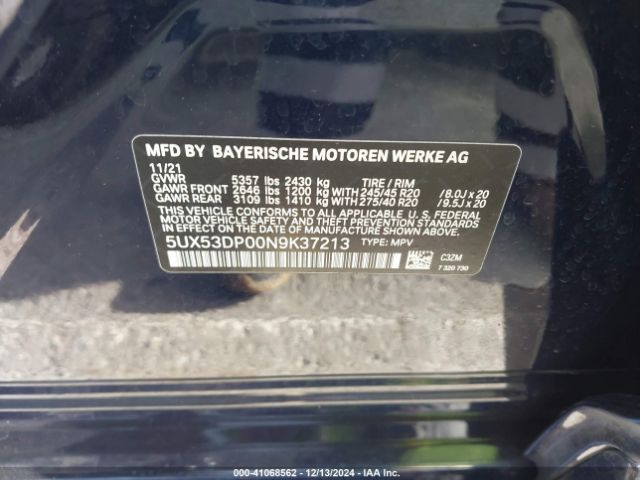 MFD BY BAYERISCHE MOTOREN WERKE AG
11/21
GVWR 5357 lbs 2430 kg TIRE / RIM
GAWR FRONT 2646 lbs 1200 kg WITH 245/45 R20 /8.0J x 20
GAWR REAR 3109 lbs 1410 kg WITH 275/40 R20 /9.5J x 20
THIS VEHICLE CONFORMS TO ALL APPLICABLE U.S. FEDERAL
MOTOR VEHICLE SAFETY AND THEFT PREVENTION STANDARDS
IN EFFECT ON THE DATE OF MANUFACTURE SHOWN ABOVE.
5UX53DP00N9K37213 TYPE: MPV
C3ZM
7 320 730
000-41068562 | 12/13/2024 | IAA Inc.